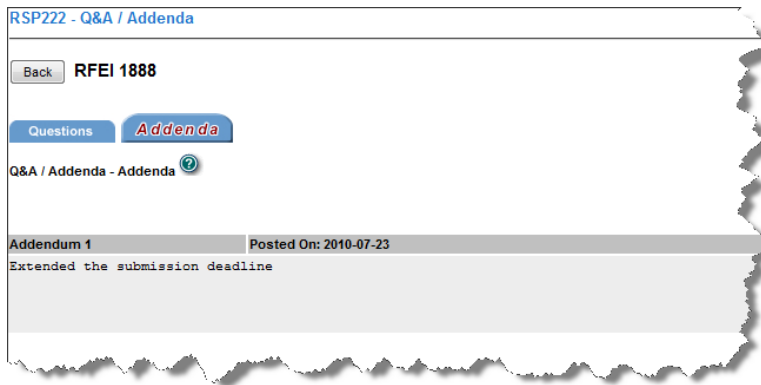 RSP222 - Q&A / Addenda
Back RFEI 1888
Questions Addenda
Q&A / Addenda - Addenda ?
Addendum 1 Posted On: 2010-07-23
Extended the submission deadline